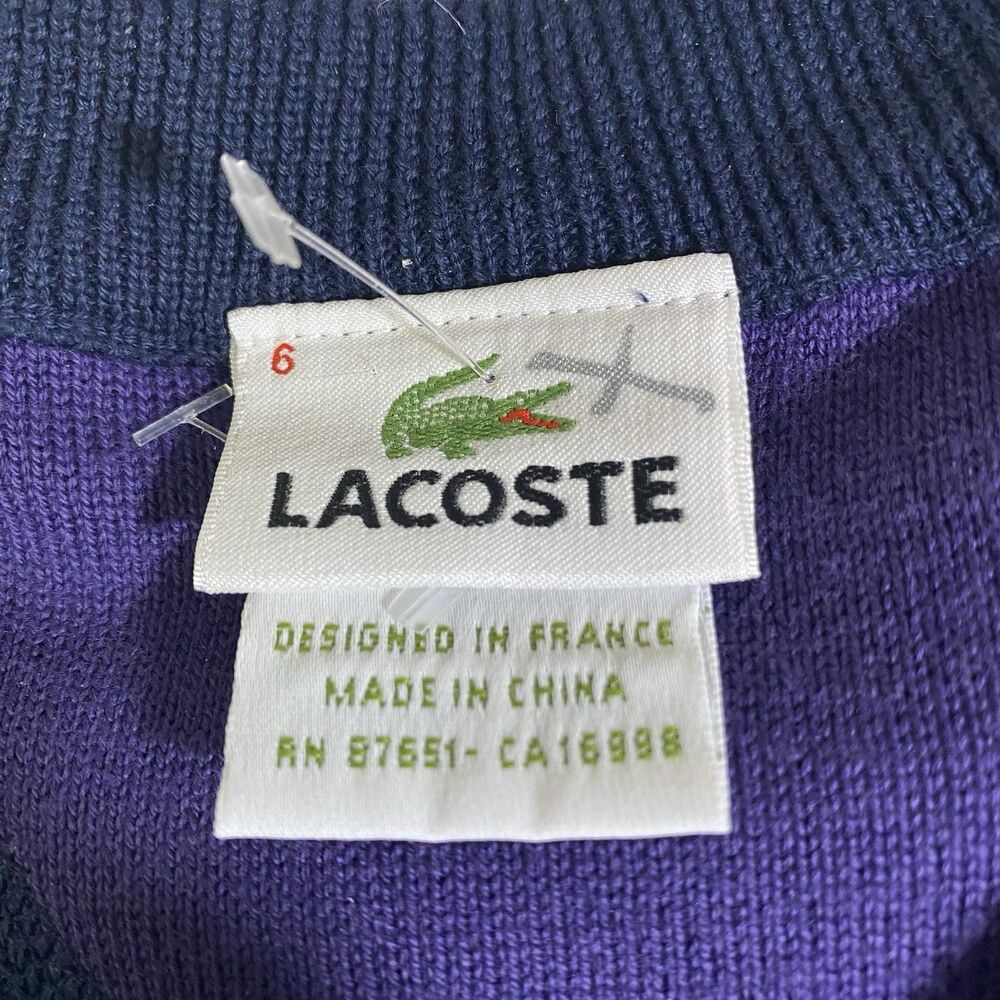 6
LACOSTE
DESIGNED IN FRANCE
MADE IN CHINA
RN 87651- CA16998